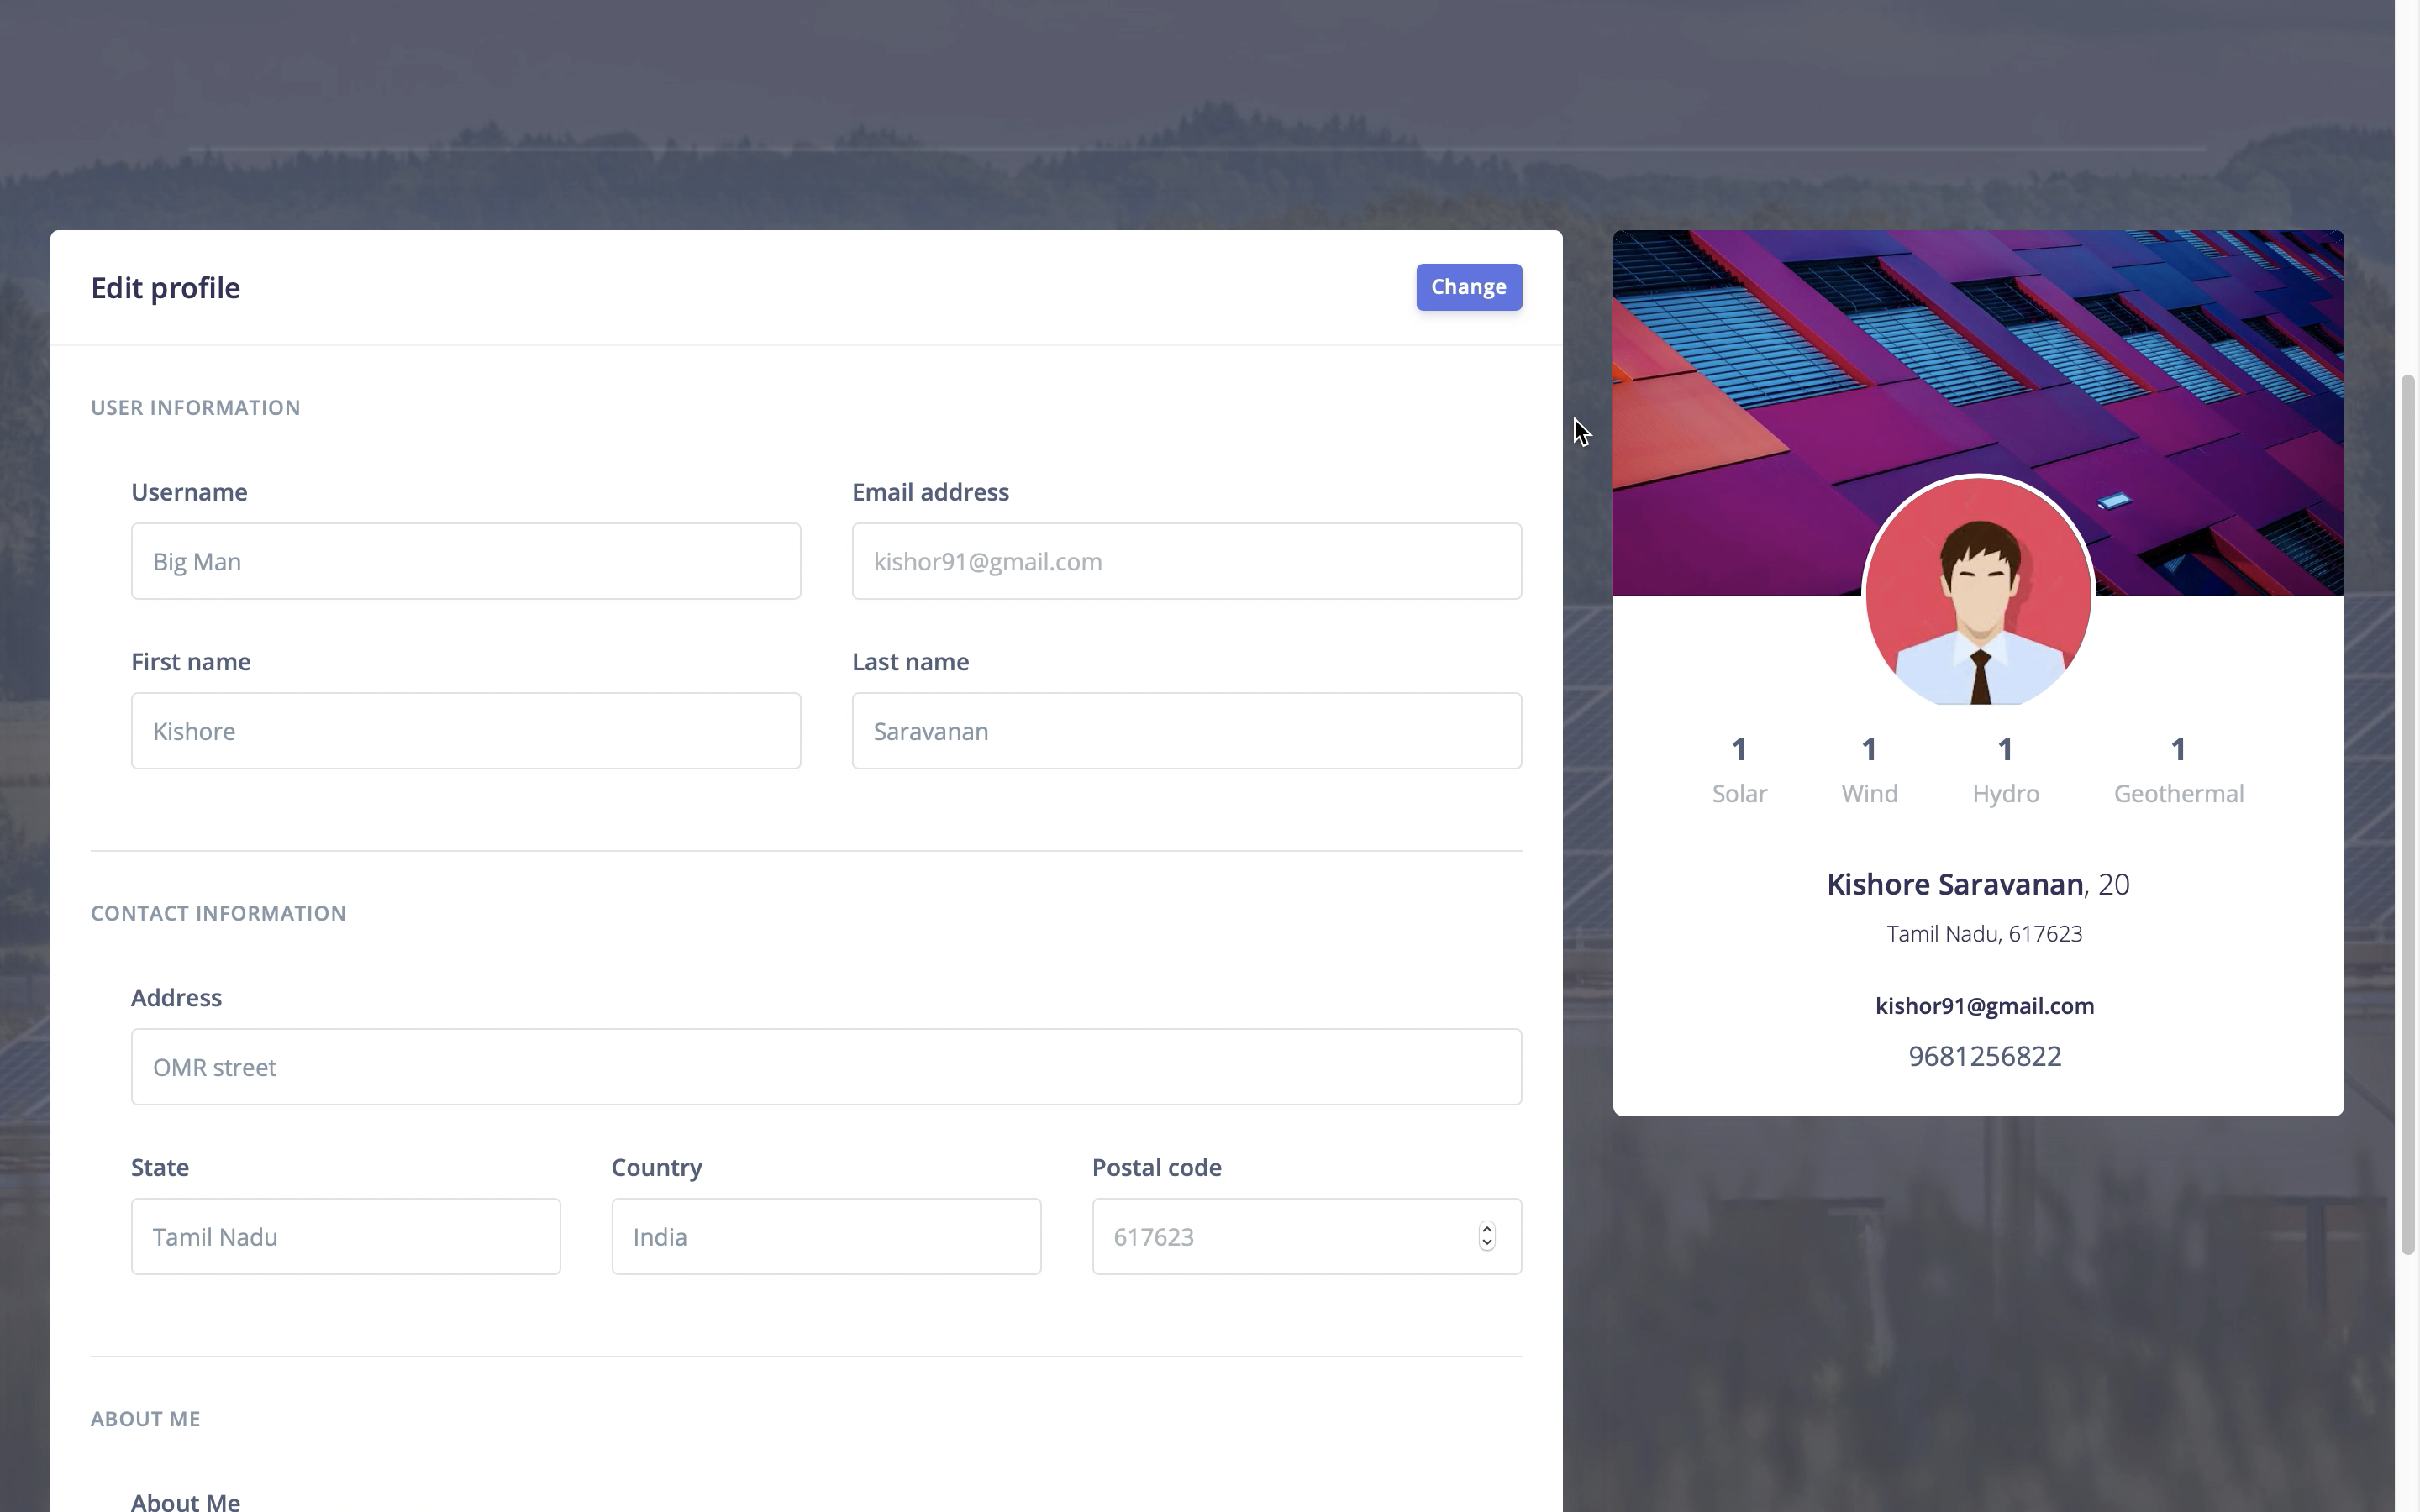 Edit profile
Change
USER INFORMATION
Username
Email address
Big Man
kishor91@gmail.com
First name
Last name
Kishore
Saravanan
CONTACT INFORMATION
Address
OMR street
State
Country
Postal code
Tamil Nadu
India
617623
ABOUT ME
About Me
1
1
1
1
Solar
Wind
Hydro
Geothermal
Kishore Saravanan, 20
Tamil Nadu, 617623
kishor91@gmail.com
9681256822